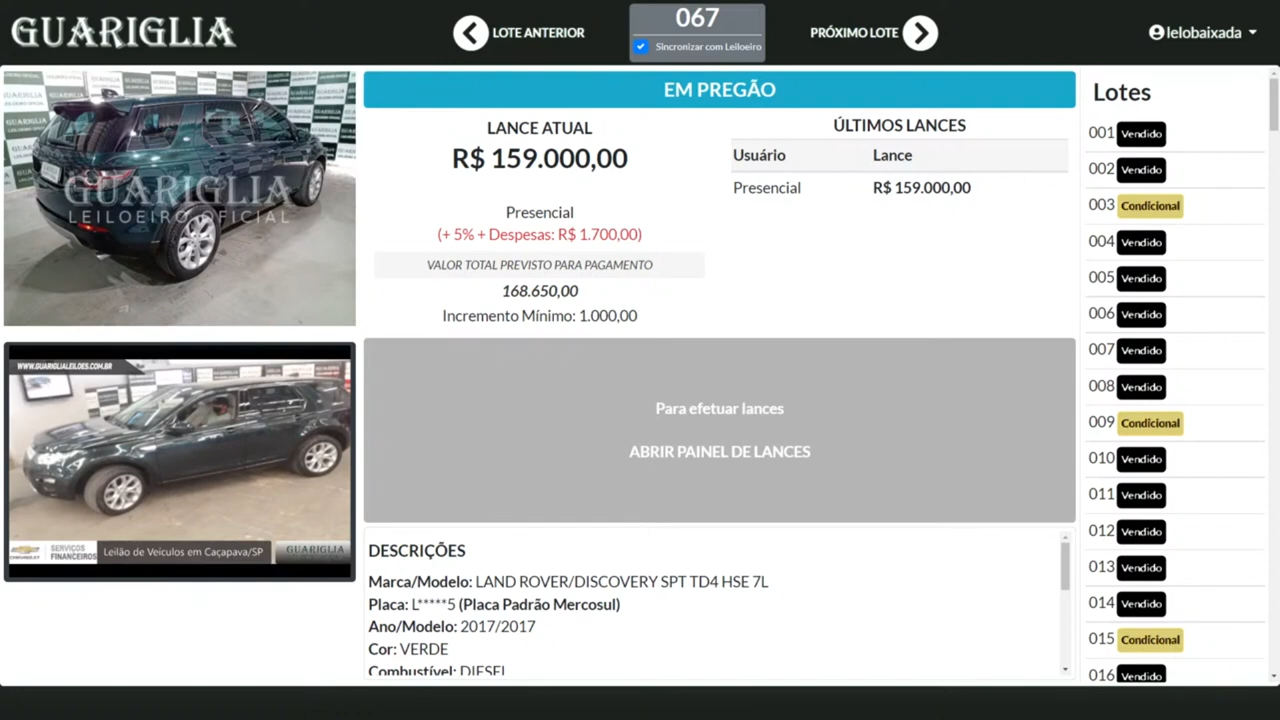 GUARIGLIA
LOTE ANTERIOR
067
Sincronizar com Leiloeiro
PRÓXIMO LOTE
lelobaixada
GUARIGLIA
LEILOEIRO OFICIAL
WWW.GUARIGLIALEILOES.COM.BR
CHEVROLET
SERVIÇOS
FINANCEIROS
Leilão de Veículos em Caçapava/SP
GUARIGLIA
EM PREGÃO
LANCE ATUAL
R$ 159.000,00
Presencial
(+ 5% + Despesas: R$ 1.700,00)
VALOR TOTAL PREVISTO PARA PAGAMENTO
168.650,00
Incremento Mínimo: 1.000,00
ÚLTIMOS LANCES
Usuário Lance
Presencial R$ 159.000,00
Para efetuar lances
ABRIR PAINEL DE LANCES
DESCRIÇÕES
Marca/Modelo: LAND ROVER/DISCOVERY SPT TD4 HSE 7L
Placa: L*****5 (Placa Padrão Mercosul)
Ano/Modelo: 2017/2017
Cor: VERDE
Combustível: DIESEL
Lotes
001 Vendido
002 Vendido
003 Condicional
004 Vendido
005 Vendido
006 Vendido
007 Vendido
008 Vendido
009 Condicional
010 Vendido
011 Vendido
012 Vendido
013 Vendido
014 Vendido
015 Condicional
016 Vendido